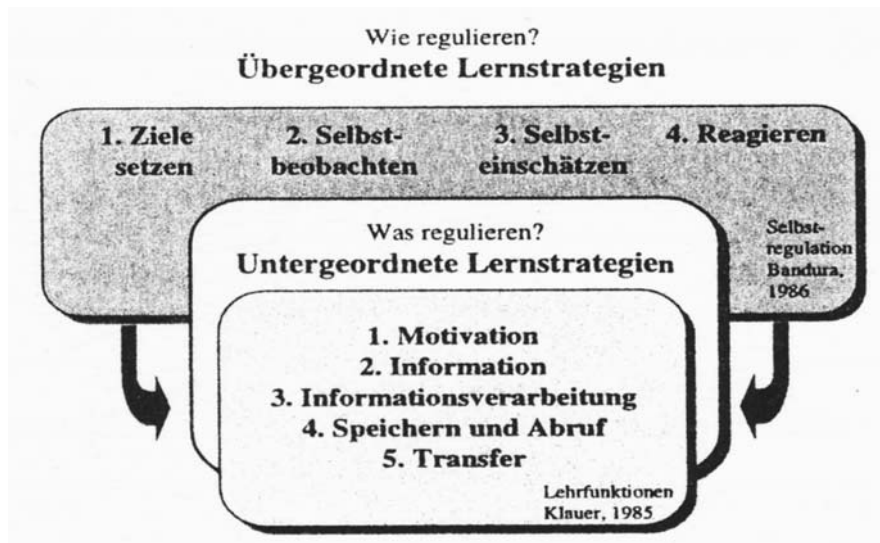 Wie regulieren?
Übergeordnete Lernstrategien
1. Ziele setzen
2. Selbst-
beobachten
3. Selbst-
einschätzen
4. Reagieren
Selbst-
regulation
Bandura,
1986
Was regulieren?
Untergeordnete Lernstrategien
1. Motivation
2. Information
3. Informationsverarbeitung
4. Speichern und Abruf
5. Transfer
Lehrfunktionen
Klauer, 1985